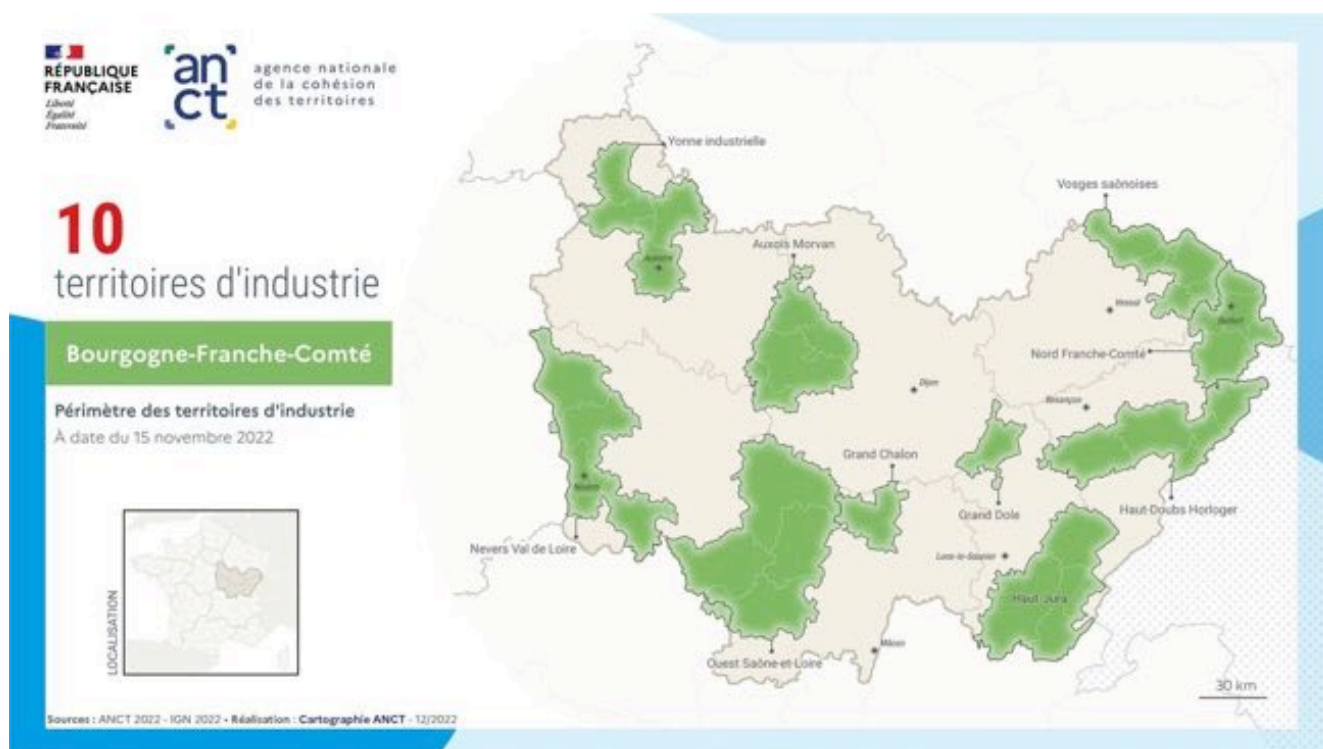 RÉPUBLIQUE
FRANÇAISE
Liberté
Égalité
Fraternité
anct
agence nationale
de la cohésion
des territoires
10
territoires d'industrie
Bourgogne-Franche-Comté
Périmètre des territoires d'industrie
À date du 15 novembre 2022
LOCALISATION
Yonne industrielle
Vosges saônoises
Auxois Morvan
Auxerre
Vesoul
Belfort
Nord Franche-Comté
Dijon
Besançon
Grand Chalon
Nevers
Grand Dole
Haut-Doubs Horloger
Nevers Val de Loire
Lons-le-Saunier
Haut-Jura
Ouest Saône-et-Loire
Mâcon
30 km
Sources : ANCT 2022 - IGN 2022 • Réalisation : Cartographie ANCT - 12/2022